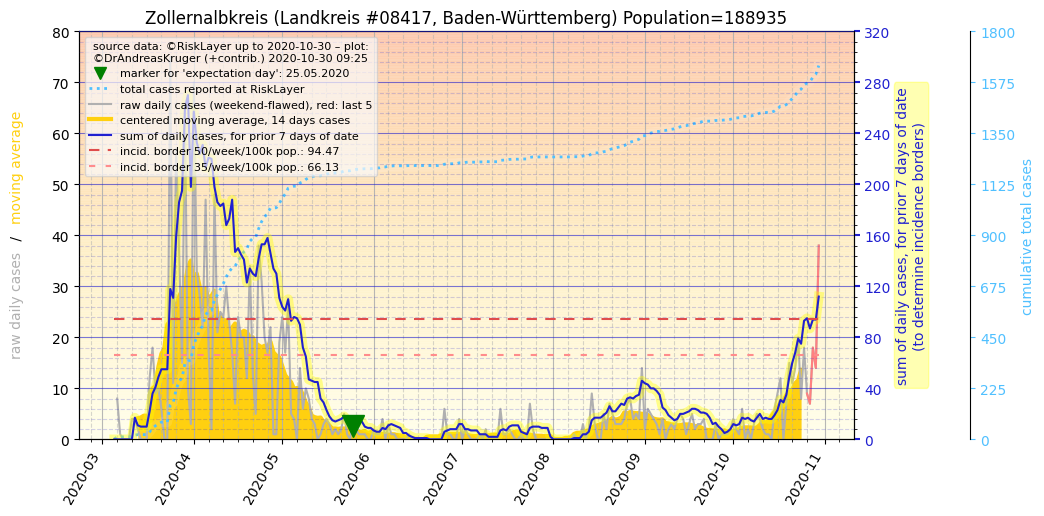 Zollernalbkreis (Landkreis #08417, Baden-Württemberg) Population=188935
source data: ©RiskLayer up to 2020-10-30 – plot:
©DrAndreasKruger (+contrib.) 2020-10-30 09:25
marker for 'expectation day': 25.05.2020
total cases reported at RiskLayer
raw daily cases (weekend-flawed), red: last 5
centered moving average, 14 days cases
sum of daily cases, for prior 7 days of date
incid. border 50/week/100k pop.: 94.47
incid. border 35/week/100k pop.: 66.13
raw daily cases / moving average
80
70
60
50
40
30
20
10
0
320
280
240
200
160
120
80
40
0
sum of daily cases, for prior 7 days of date
(to determine incidence borders)
1800
1575
1350
1125
900
675
450
225
0
cumulative total cases
2020-03
2020-04
2020-05
2020-06
2020-07
2020-08
2020-09
2020-10
2020-11